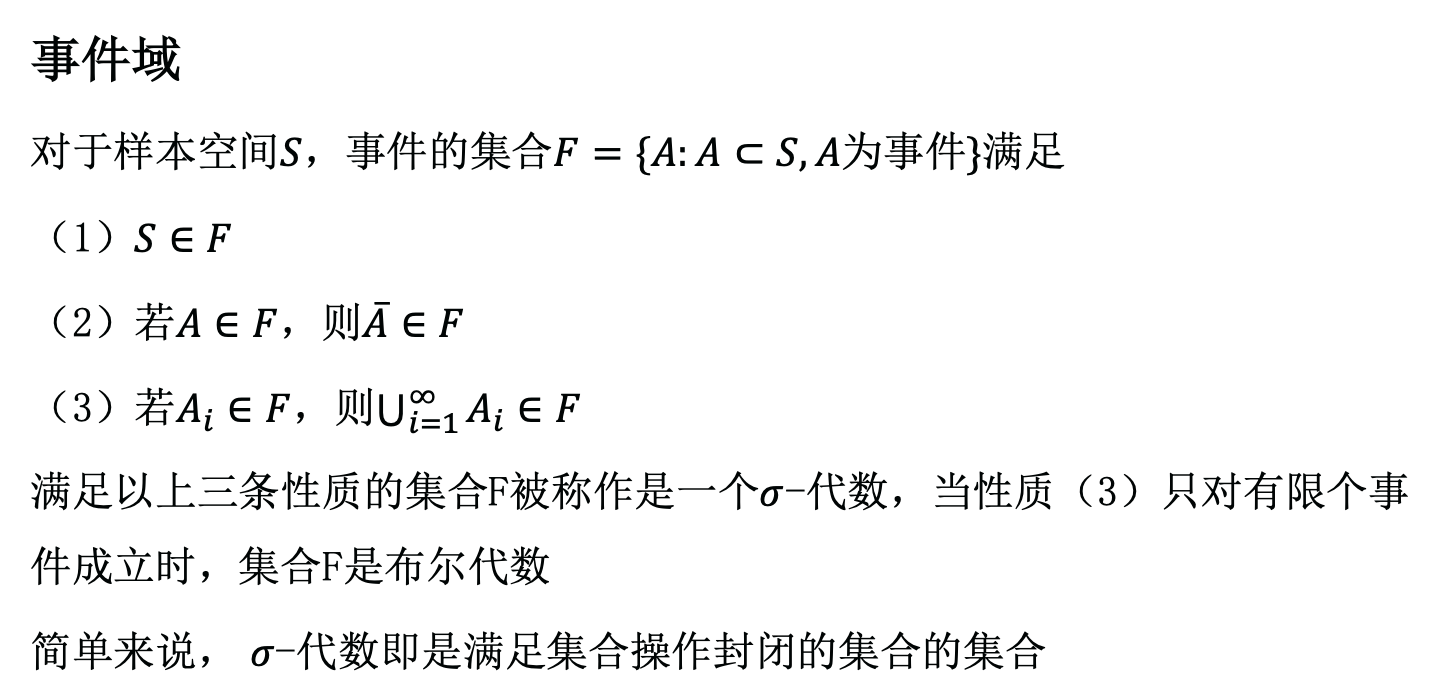 事件域
对于样本空间S，事件的集合F = {A: A ⊂ S, A为事件}满足
（1）S ∈ F
（2）若A ∈ F，则Ā ∈ F
（3）若A_i ∈ F，则⋃_{i=1}^∞ A_i ∈ F
满足以上三条性质的集合F被称作是一个σ-代数，当性质（3）只对有限个事
件成立时，集合F是布尔代数
简单来说， σ-代数即是满足集合操作封闭的集合的集合